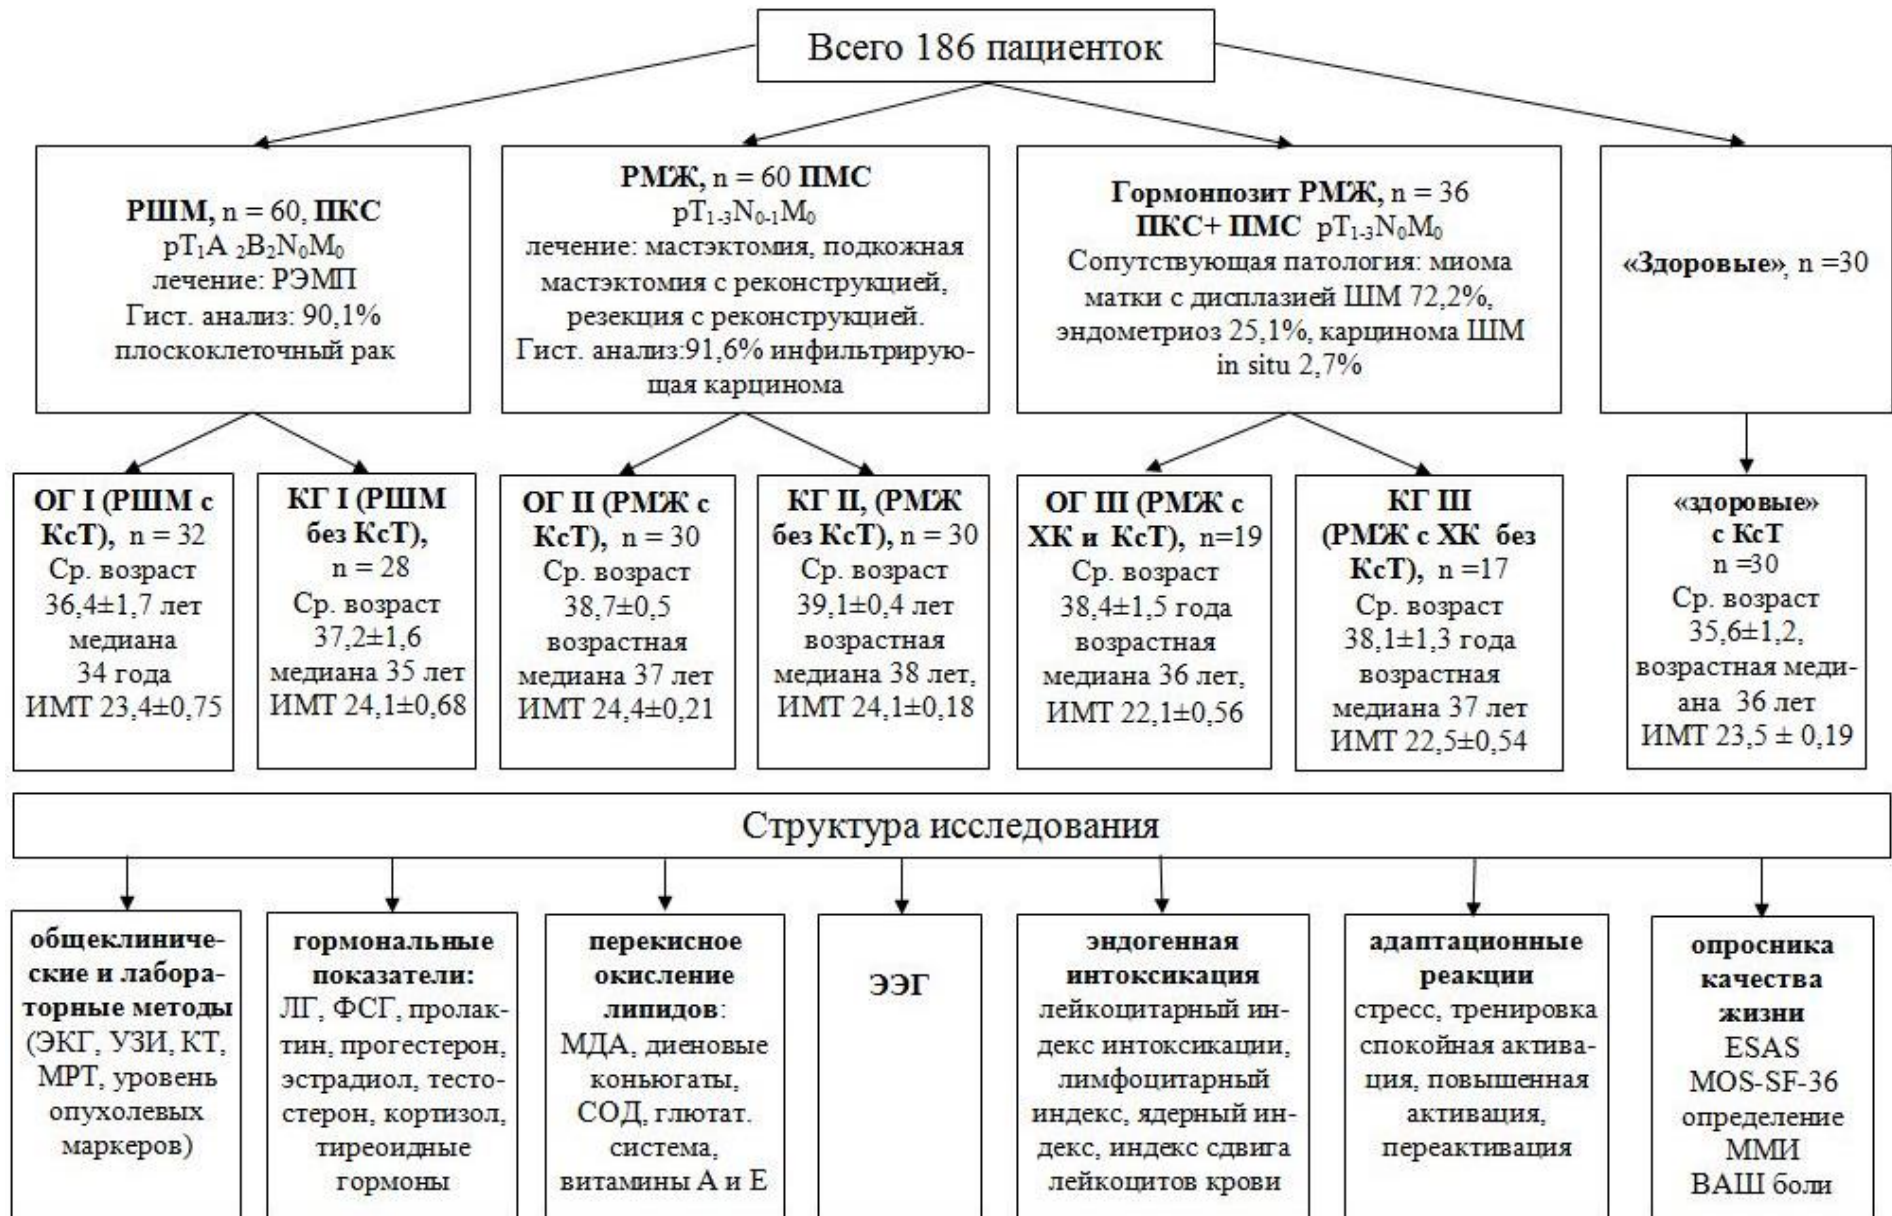 Всего 186 пациенток
РШМ, n = 60, ПКС
pT₁A ₂B₂N₀M₀
лечение: РЭМП
Гист. анализ: 90,1%
плоскоклеточный рак
РМЖ, n = 60 ПМС
pT₁₋₃N₀₋₁M₀
лечение: мастэктомия, подкожная
мастэктомия с реконструкцией,
резекция с реконструкцией.
Гист. анализ:91,6% инфильтрирую-
щая карцинома
Гормонпозит РМЖ, n = 36
ПКС+ ПМС pT₁₋₃N₀M₀
Сопутствующая патология: миома
матки с дисплазией ШМ 72,2%,
эндометриоз 25,1%, карцинома ШМ
in situ 2,7%
«Здоровые», n =30
ОГ I (РШМ с
КсТ), n = 32
Ср. возраст
36,4±1,7 лет
медиана
34 года
ИМТ 23,4±0,75
КГ I (РШМ
без КсТ),
n = 28
Ср. возраст
37,2±1,6
медиана 35 лет
ИМТ 24,1±0,68
ОГ II (РМЖ с
КсТ), n = 30
Ср. возраст
38,7±0,5
возрастная
медиана 37 лет
ИМТ 24,4±0,21
КГ II, (РМЖ
без КсТ), n = 30
Ср. возраст
39,1±0,4 лет
возрастная
медиана 38 лет,
ИМТ 24,1±0,18
ОГ III (РМЖ с
ХК и КсТ), n=19
Ср. возраст
38,4±1,5 года
возрастная
медиана 36 лет,
ИМТ 22,1±0,56
КГ III
(РМЖ с ХК без
КсТ), n =17
Ср. возраст
38,1±1,3 года
возрастная
медиана 37 лет
ИМТ 22,5±0,54
«здоровые»
с КсТ
n =30
Ср. возраст
35,6±1,2,
возрастная меди-
ана 36 лет
ИМТ 23,5 ± 0,19
Структура исследования
общеклиниче-
ские и лабора-
торные методы
(ЭКГ, УЗИ, КТ,
МРТ, уровень
опухолевых
маркеров)
гормональные
показатели:
ЛГ, ФСГ, пролак-
тин, прогестерон,
эстрадиол, тесто-
стерон, кортизол,
тиреоидные
гормоны
перекисное
окисление
липидов:
МДА, диеновые
коньюгаты,
СОД, глютат.
система,
витамины А и Е
ЭЭГ
эндогенная
интоксикация
лейкоцитарный ин-
декс интоксикации,
лимфоцитарный
индекс, ядерный ин-
декс, индекс сдвига
лейкоцитов крови
адаптационные
реакции
стресс, тренировка
спокойная актива-
ция, повышенная
активация,
переактивация
опросника
качества
жизни
ESAS
MOS-SF-36
определение
ММИ
ВАШ боли